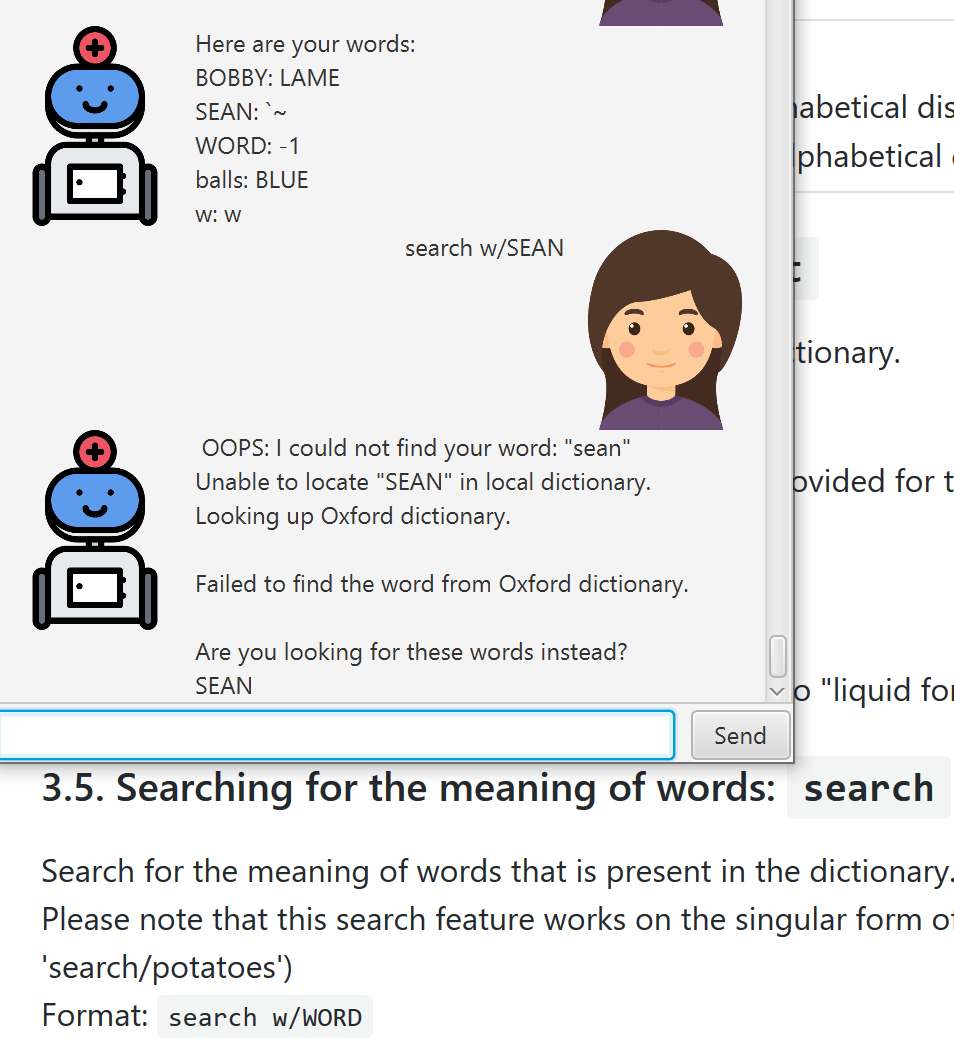 Here are your words:
BOBBY: LAME
SEAN: `~
WORD: -1
balls: BLUE
w: w
search w/SEAN
OOPS: I could not find your word: "sean"
Unable to locate "SEAN" in local dictionary.
Looking up Oxford dictionary.
Failed to find the word from Oxford dictionary.
Are you looking for these words instead?
SEAN
Send
habetical dis
lphabetical
t
ctionary.
ovided for t
o "liquid for
3.5. Searching for the meaning of words: search
Search for the meaning of words that is present in the dictionary.
Please note that this search feature works on the singular form of
'search/potatoes')
Format: search w/WORD